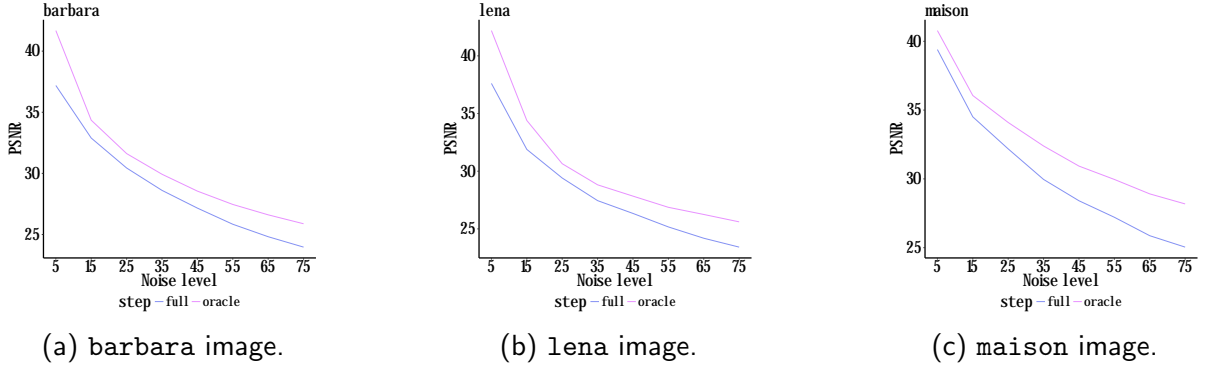 barbara
PSNR
40
35
30
25
5 15 25 35 45 55 65 75
Noise level
step full oracle
(a) barbara image.
lena
PSNR
40
35
30
25
5 15 25 35 45 55 65 75
Noise level
step full oracle
(b) lena image.
maison
PSNR
40
35
30
25
5 15 25 35 45 55 65 75
Noise level
step full oracle
(c) maison image.